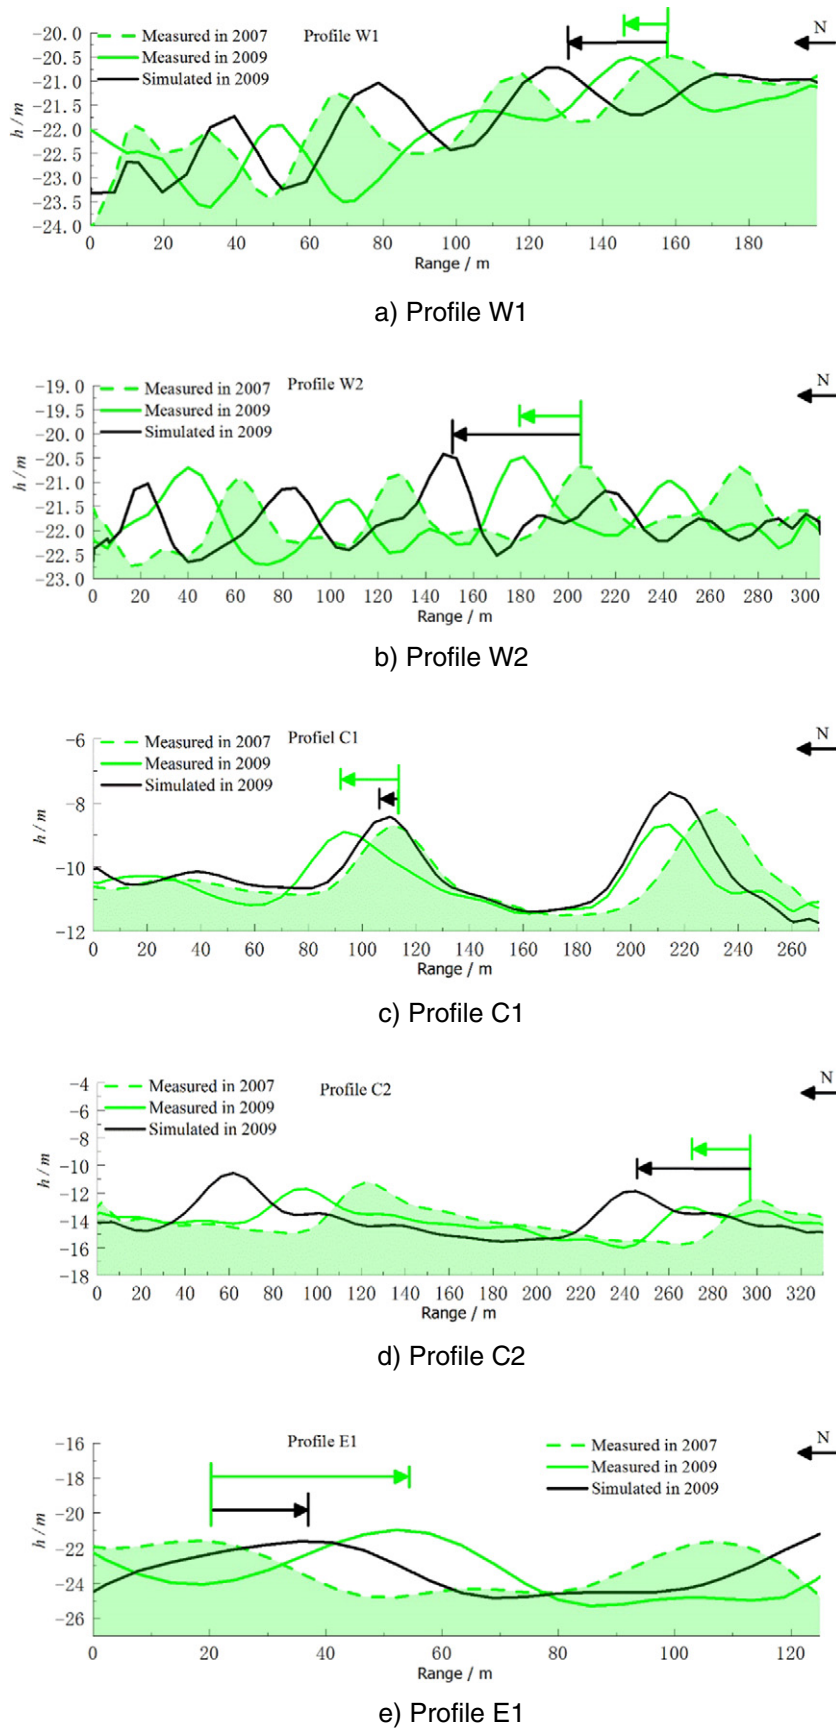 Measured in 2007
Measured in 2009
Simulated in 2009
Profile W1
N
-20. 0
-20. 5
-21. 0
-21. 5
-22. 0
-22. 5
-23. 0
-23. 5
-24. 0
h / m
0 20 40 60 80 100 120 140 160 180
Range / m
a) Profile W1
Measured in 2007
Measured in 2009
Simulated in 2009
Profile W2
N
-19. 0
-19. 5
-20. 0
-20. 5
-21. 0
-21. 5
-22. 0
-22. 5
-23. 0
h / m
0 20 40 60 80 100 120 140 160 180 200 220 240 260 280 300
Range / m
b) Profile W2
Measured in 2007
Measured in 2009
Simulated in 2009
Profiel C1
N
-6
-8
-10
-12
h / m
0 20 40 60 80 100 120 140 160 180 200 220 240 260
Range / m
c) Profile C1
Measured in 2007
Measured in 2009
Simulated in 2009
Profile C2
N
-4
-6
-8
-10
-12
-14
-16
-18
h / m
0 20 40 60 80 100 120 140 160 180 200 220 240 260 280 300 320
Range / m
d) Profile C2
Profile E1
Measured in 2007
Measured in 2009
Simulated in 2009
N
-16
-18
-20
-22
-24
-26
h / m
0 20 40 60 80 100 120
Range / m
e) Profile E1